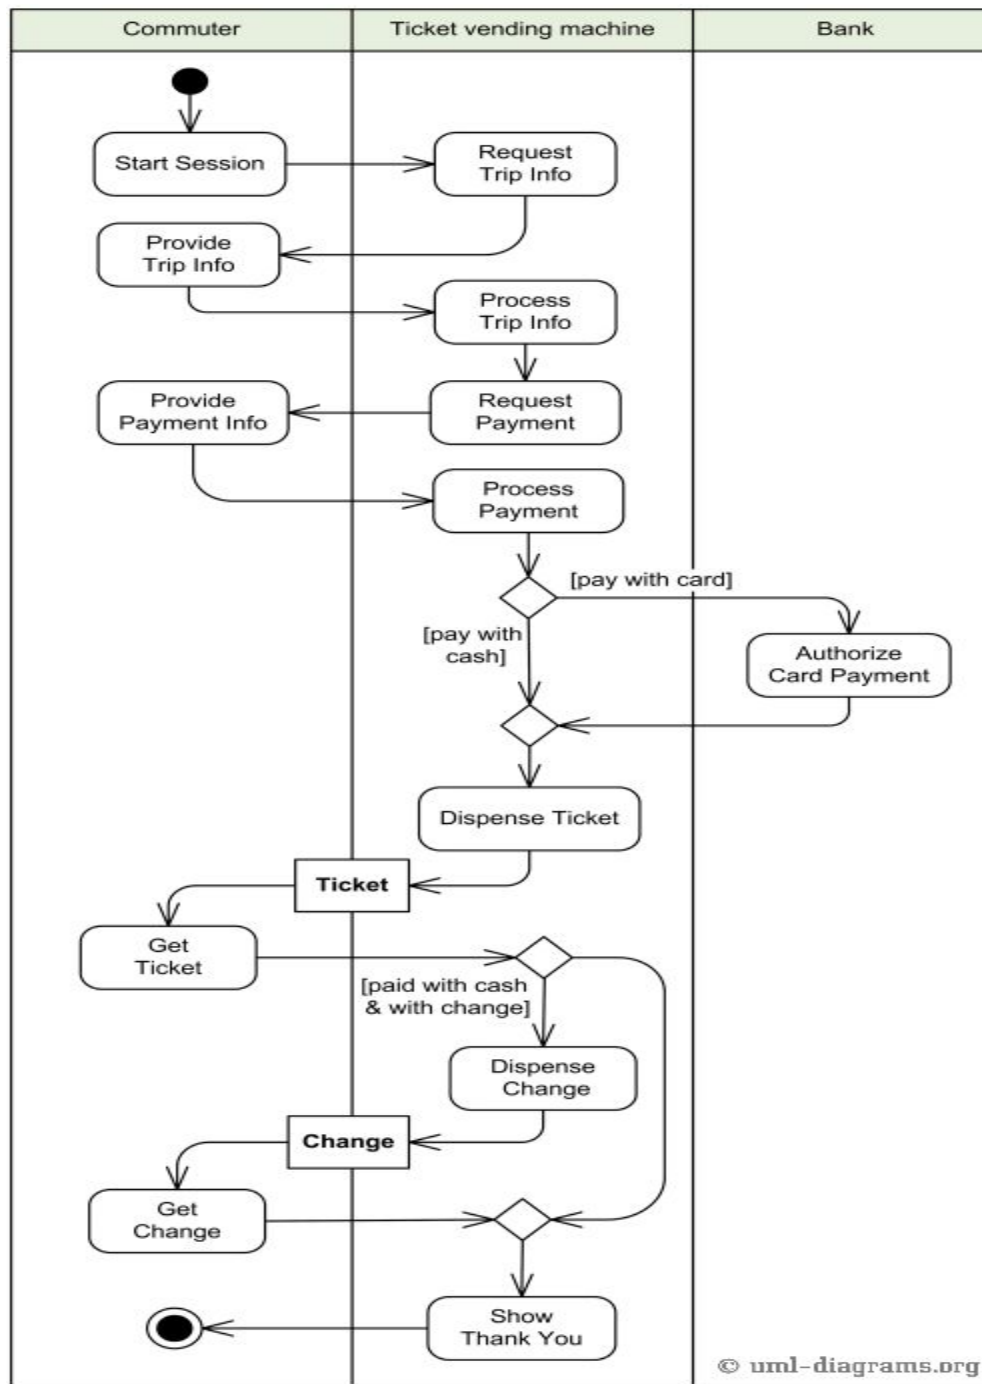 Commuter
Ticket vending machine
Bank
Start Session
Request
Trip Info
Provide
Trip Info
Process
Trip Info
Provide
Payment Info
Request
Payment
Process
Payment
[pay with card]
[pay with
cash]
Authorize
Card Payment
Dispense Ticket
Ticket
Get
Ticket
[paid with cash
& with change]
Dispense
Change
Change
Get
Change
Show
Thank You
© uml-diagrams.org